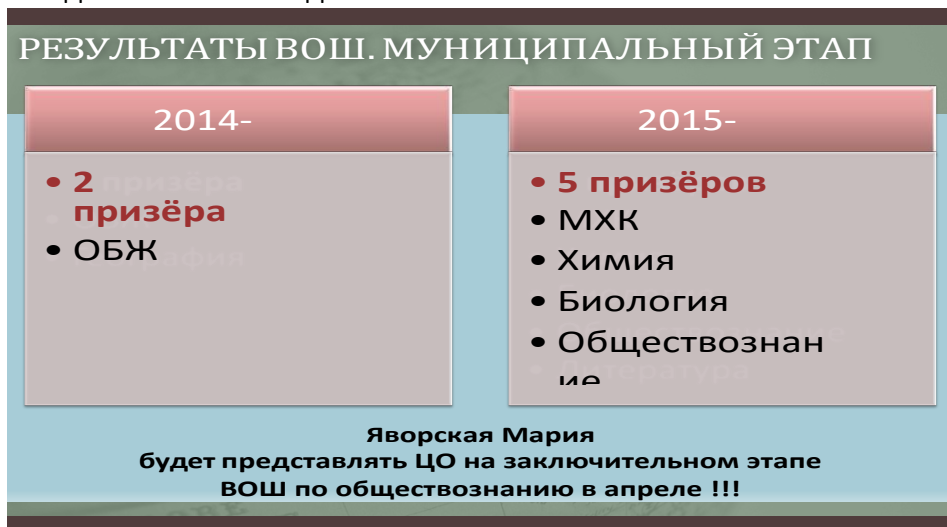 РЕЗУЛЬТАТЫ ВОШ. МУНИЦИПАЛЬНЫЙ ЭТАП
2014-
• 2
призёра
• ОБЖ
2015-
• 5 призёров
• МХК
• Химия
• Биология
• Обществознан
ие
Яворская Мария
будет представлять ЦО на заключительном этапе
ВОШ по обществознанию в апреле !!!